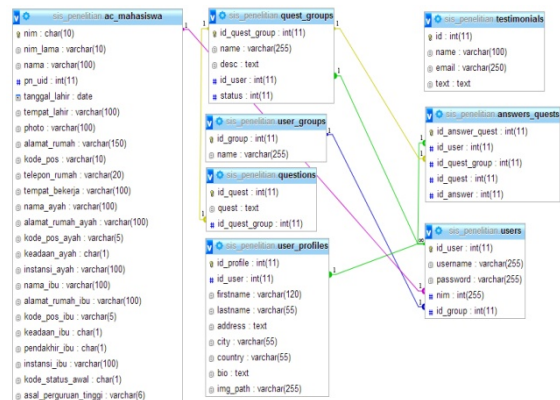 sis_penelitian ac_mahasiswa
nim : char(10)
nim_lama : varchar(10)
nama : varchar(100)
pn_uid : int(11)
tanggal_lahir : date
tempat_lahir : varchar(100)
photo : varchar(100)
alamat_rumah : varchar(150)
kode_pos : varchar(10)
telepon_rumah : varchar(20)
tempat_bekerja : varchar(100)
nama_ayah : varchar(100)
alamat_rumah_ayah : varchar(100)
kode_pos_ayah : varchar(5)
keadaan_ayah : char(1)
instansi_ayah : varchar(100)
nama_ibu : varchar(100)
alamat_rumah_ibu : varchar(100)
kode_pos_ibu : varchar(5)
keadaan_ibu : char(1)
pendakhir_ibu : char(1)
instansi_ibu : varchar(100)
kode_status_awal : char(1)
asal_perguruan_tinggi : varchar(6)
sis_penelitian quest_groups
id_quest_group : int(11)
name : varchar(255)
desc : text
id_user : int(11)
status : int(11)
sis_penelitian user_groups
id_group : int(11)
name : varchar(255)
sis_penelitian questions
id_quest : int(11)
quest : text
id_quest_group : int(11)
sis_penelitian user_profiles
id_profile : int(11)
id_user : int(11)
firstname : varchar(120)
lastname : varchar(55)
address : text
city : varchar(55)
country : varchar(55)
bio : text
img_path : varchar(255)
sis_penelitian testimonials
id : int(11)
name : varchar(100)
email : varchar(250)
text : text
sis_penelitian answers_quests
id_answer_quest : int(11)
id_user : int(11)
id_quest_group : int(11)
id_quest : int(11)
id_answer : int(11)
sis_penelitian users
id_user : int(11)
username : varchar(255)
password : varchar(255)
nim : int(255)
id_group : int(11)